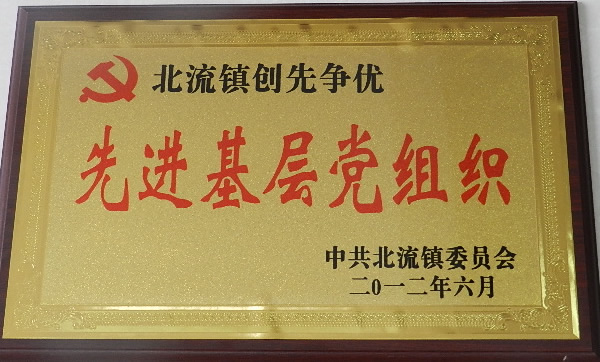 北流镇创先争优
先进基层党组织
中共北流镇委员会
二0一二年六月